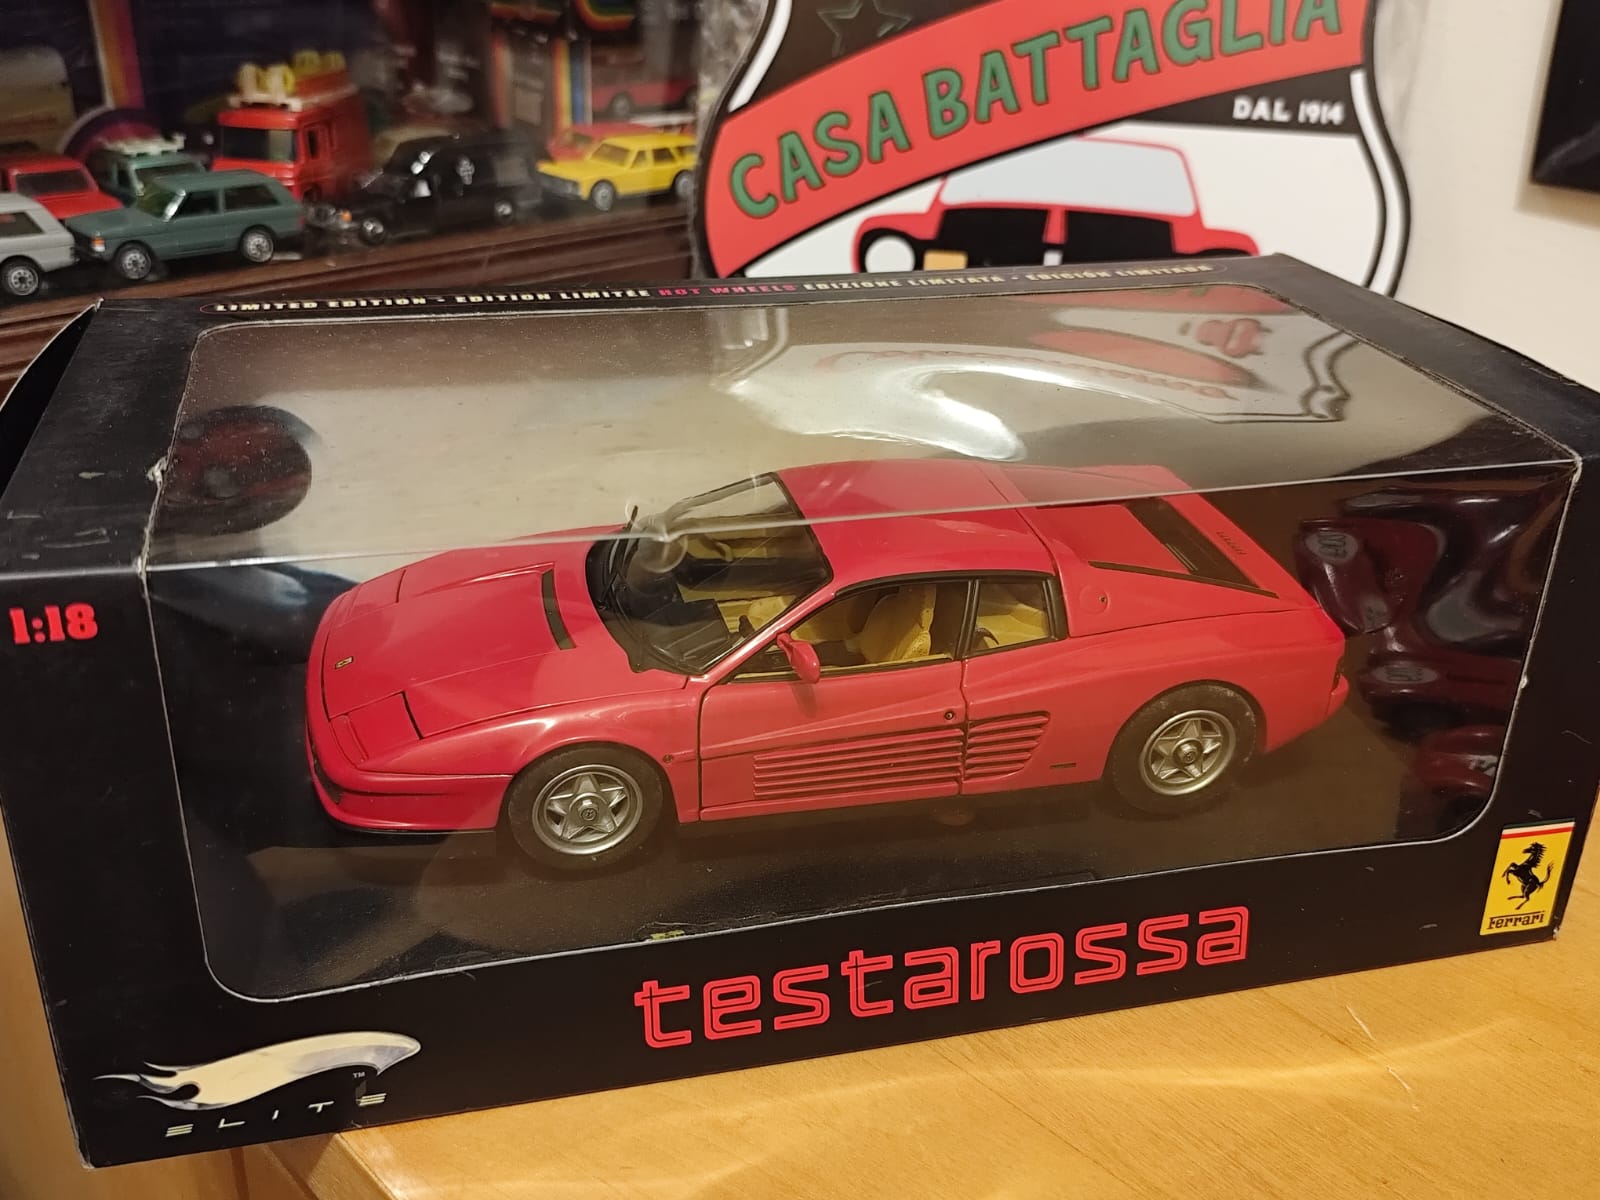 CASA BATTAGLIA
DAL 1914
LIMITED EDITION - EDITION LIMITÉE HOT WHEELS EDIZIONE LIMITATA - EDICIÓN LIMITADA
1:18
testarossa
Ferrari
TM
ELITE